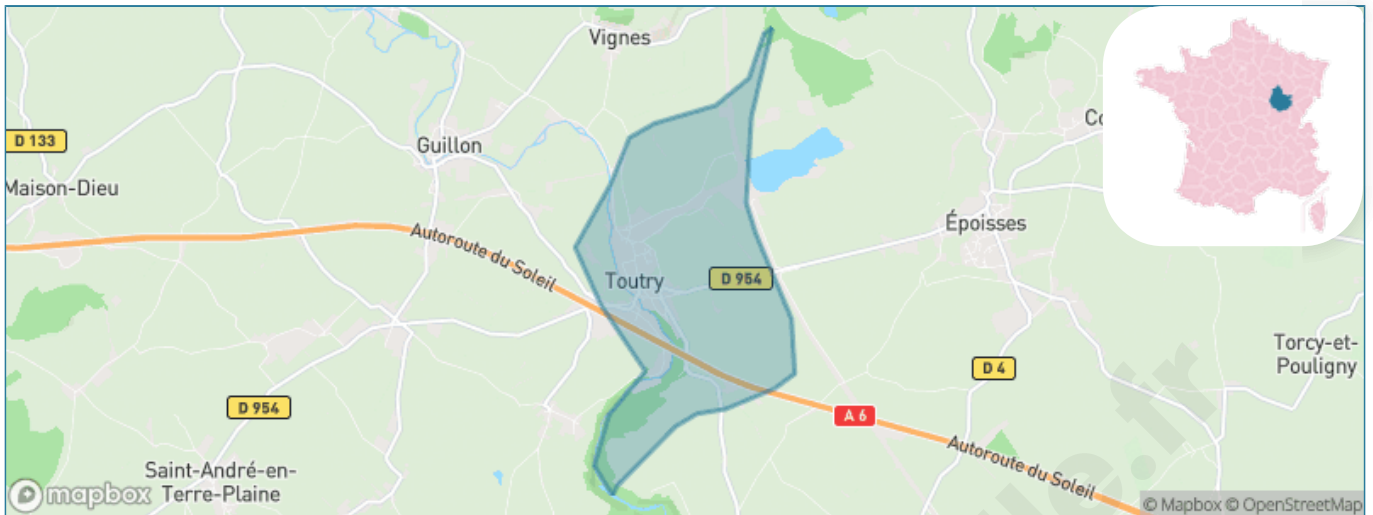 Vignes
D 133
Guillon
Co
Maison-Dieu
Époisses
Autoroute du Soleil
Toutry
D 954
Torcy-et-
Pouligny
D 4
D 954
A 6
Autoroute du Soleil
Saint-André-en-
Terre-Plaine
mapbox
© Mapbox © OpenStreetMap